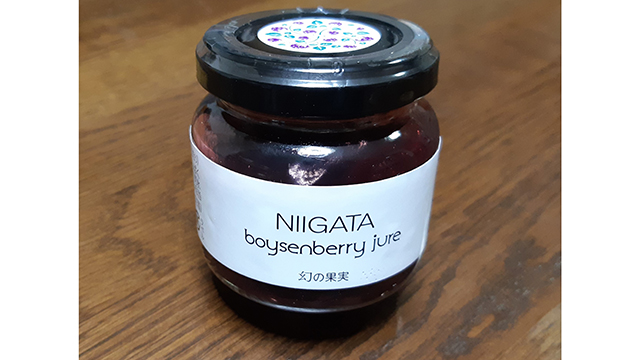 NIIGATA
boysenberry jure
幻の果実